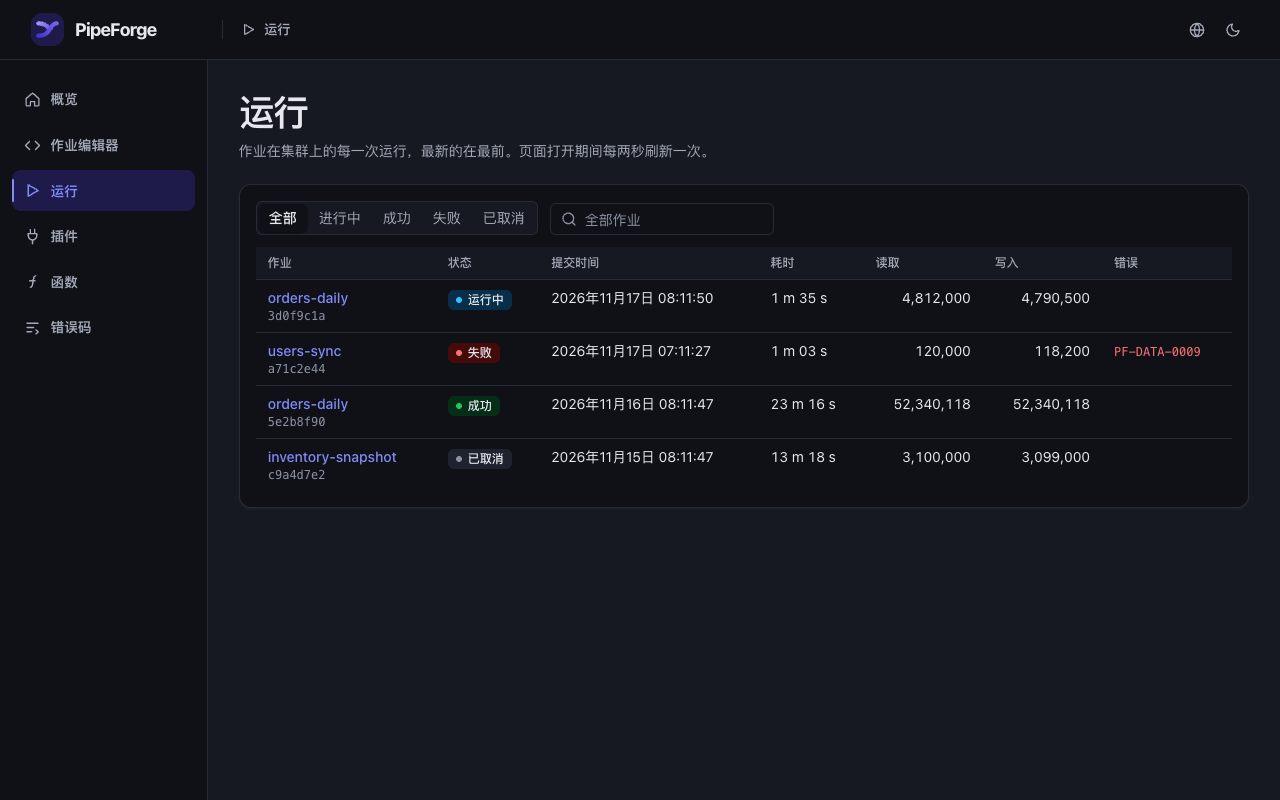 PipeForge
运行
概览
作业编辑器
运行
插件
函数
错误码
运行
作业在集群上的每一次运行，最新的在最前。页面打开期间每两秒刷新一次。
全部 进行中 成功 失败 已取消 全部作业
作业 状态 提交时间 耗时 读取 写入 错误
orders-daily 运行中 2026年11月17日 08:11:50 1 m 35 s 4,812,000 4,790,500
3d0f9c1a
users-sync 失败 2026年11月17日 07:11:27 1 m 03 s 120,000 118,200 PF-DATA-0009
a71c2e44
orders-daily 成功 2026年11月16日 08:11:47 23 m 16 s 52,340,118 52,340,118
5e2b8f90
inventory-snapshot 已取消 2026年11月15日 08:11:47 13 m 18 s 3,100,000 3,099,000
c9a4d7e2